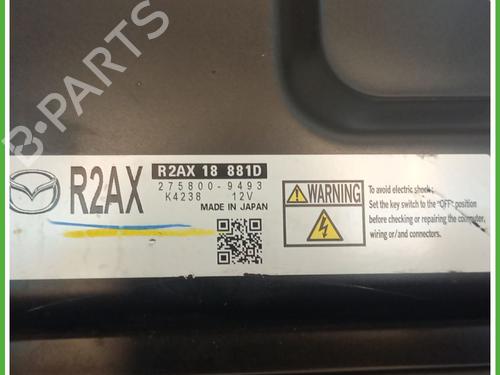 B-PARTS
R2AX
R2AX 18 881D
275800-9493
K4238 12V
MADE IN JAPAN
WARNING
To avoid electric shock;
Set the key switch to the "OFF" position
before checking or repairing the computer,
wiring or/and connectors.